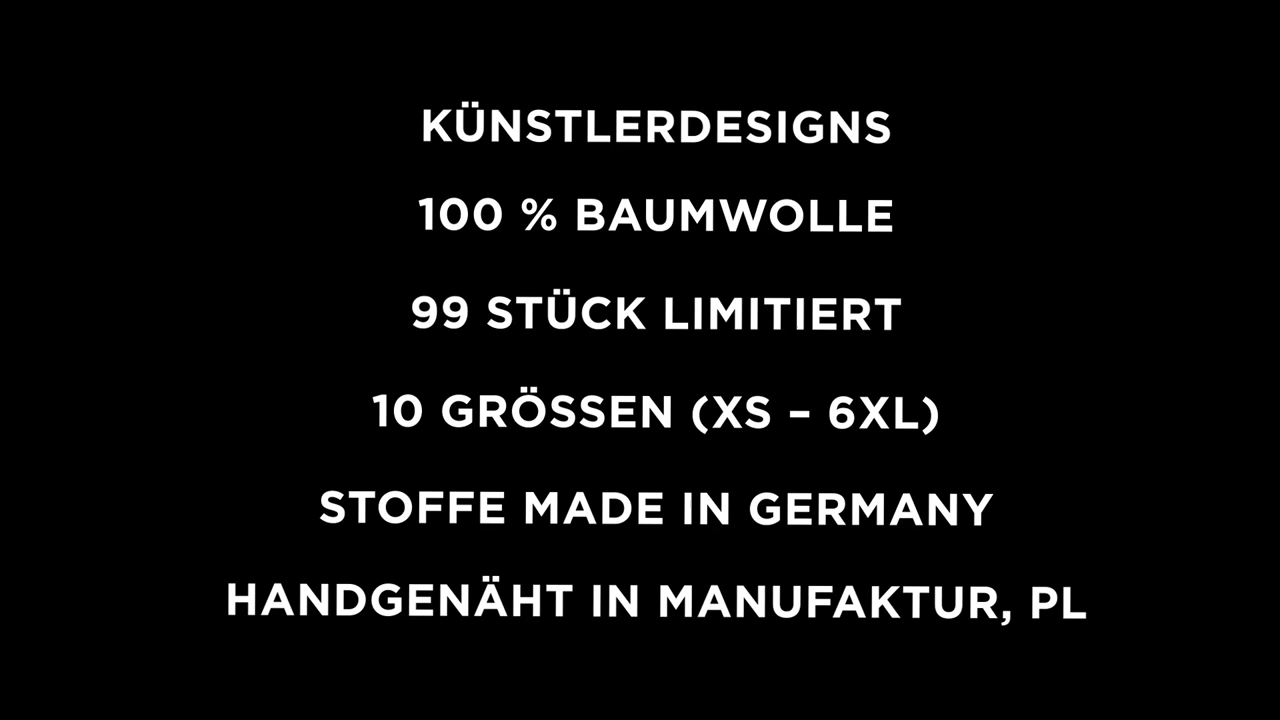 KÜNSTLERDESIGNS
100 % BAUMWOLLE
99 STÜCK LIMITIERT
10 GRÖSSEN (XS – 6XL)
STOFFE MADE IN GERMANY
HANDGENÄHT IN MANUFAKTUR, PL